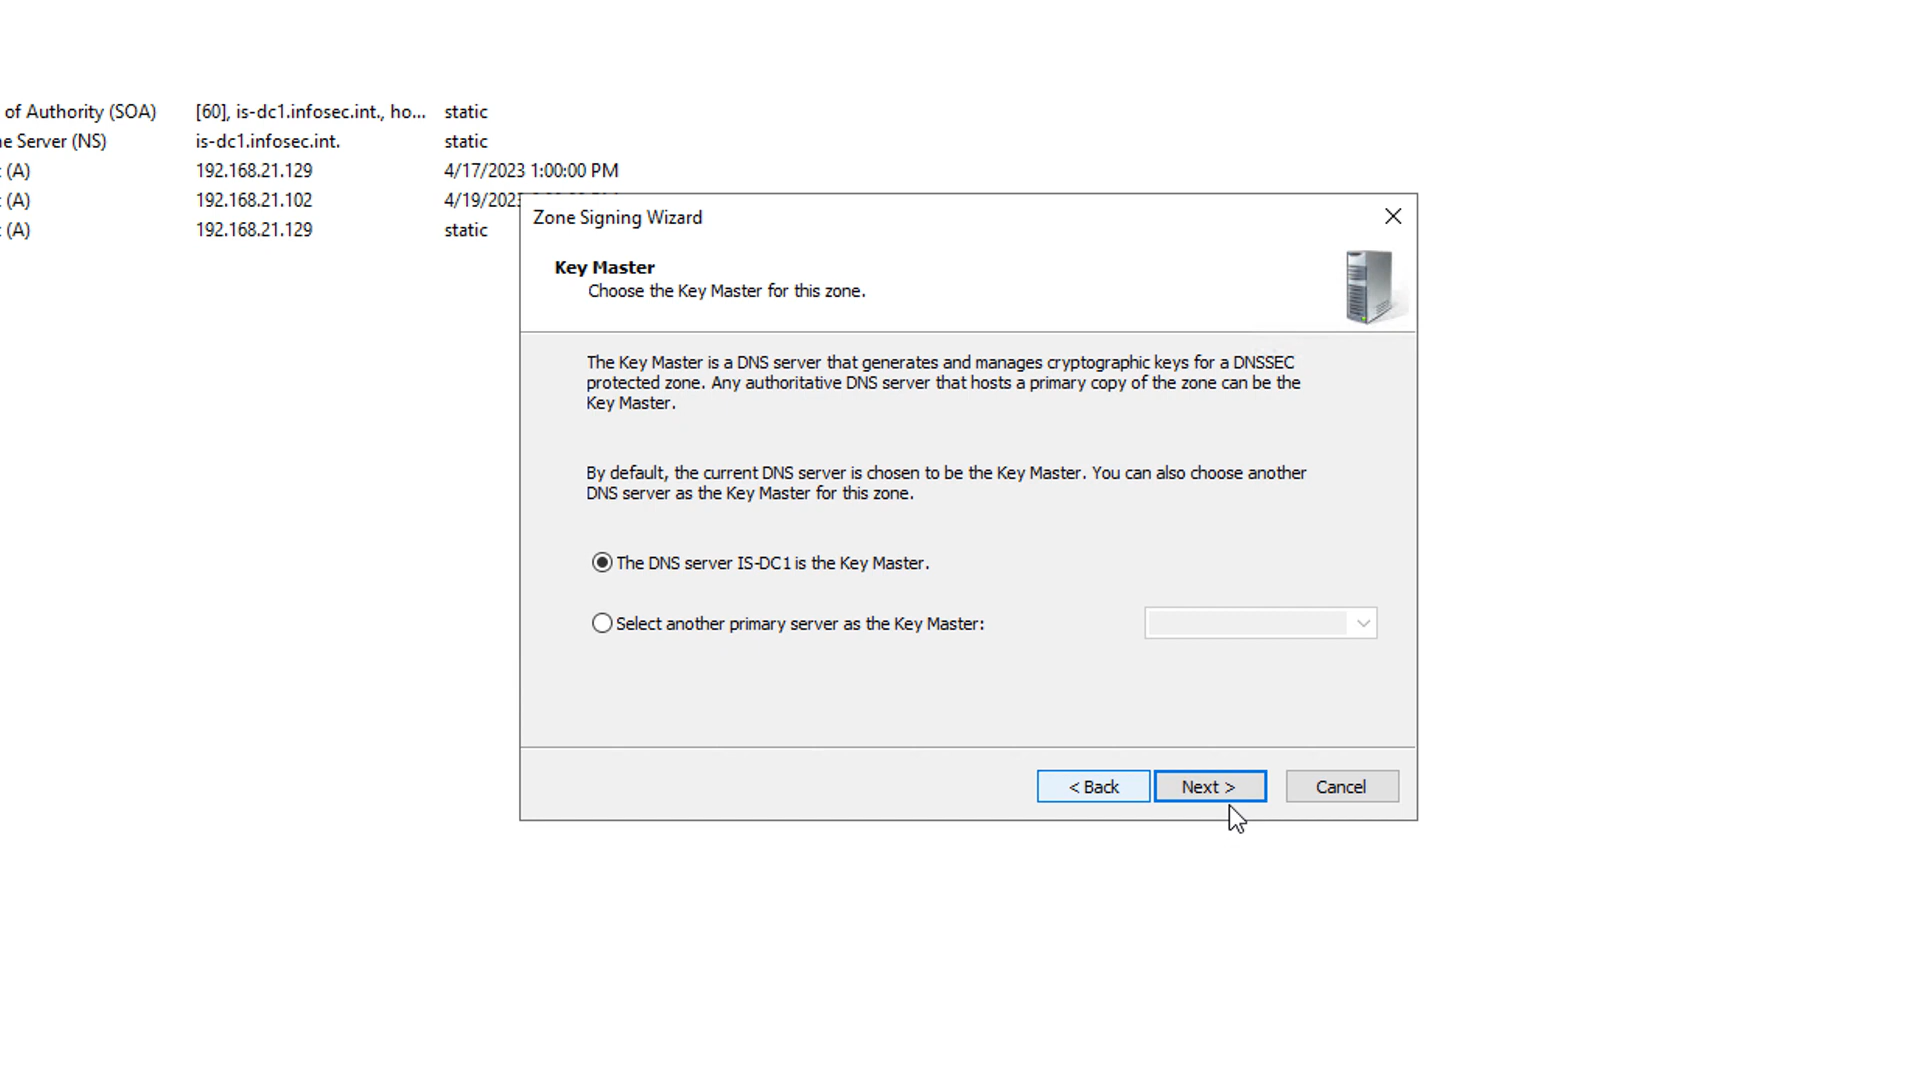 of Authority (SOA) [60], is-dc1.infosec.int., ho... static
e Server (NS) is-dc1.infosec.int. static
(A) 192.168.21.129 4/17/2023 1:00:00 PM
(A) 192.168.21.102 4/19/2023
(A) 192.168.21.129 static
Zone Signing Wizard
Key Master
Choose the Key Master for this zone.
The Key Master is a DNS server that generates and manages cryptographic keys for a DNSSEC
protected zone. Any authoritative DNS server that hosts a primary copy of the zone can be the
Key Master.
By default, the current DNS server is chosen to be the Key Master. You can also choose another
DNS server as the Key Master for this zone.
The DNS server IS-DC1 is the Key Master.
Select another primary server as the Key Master:
< Back Next > Cancel